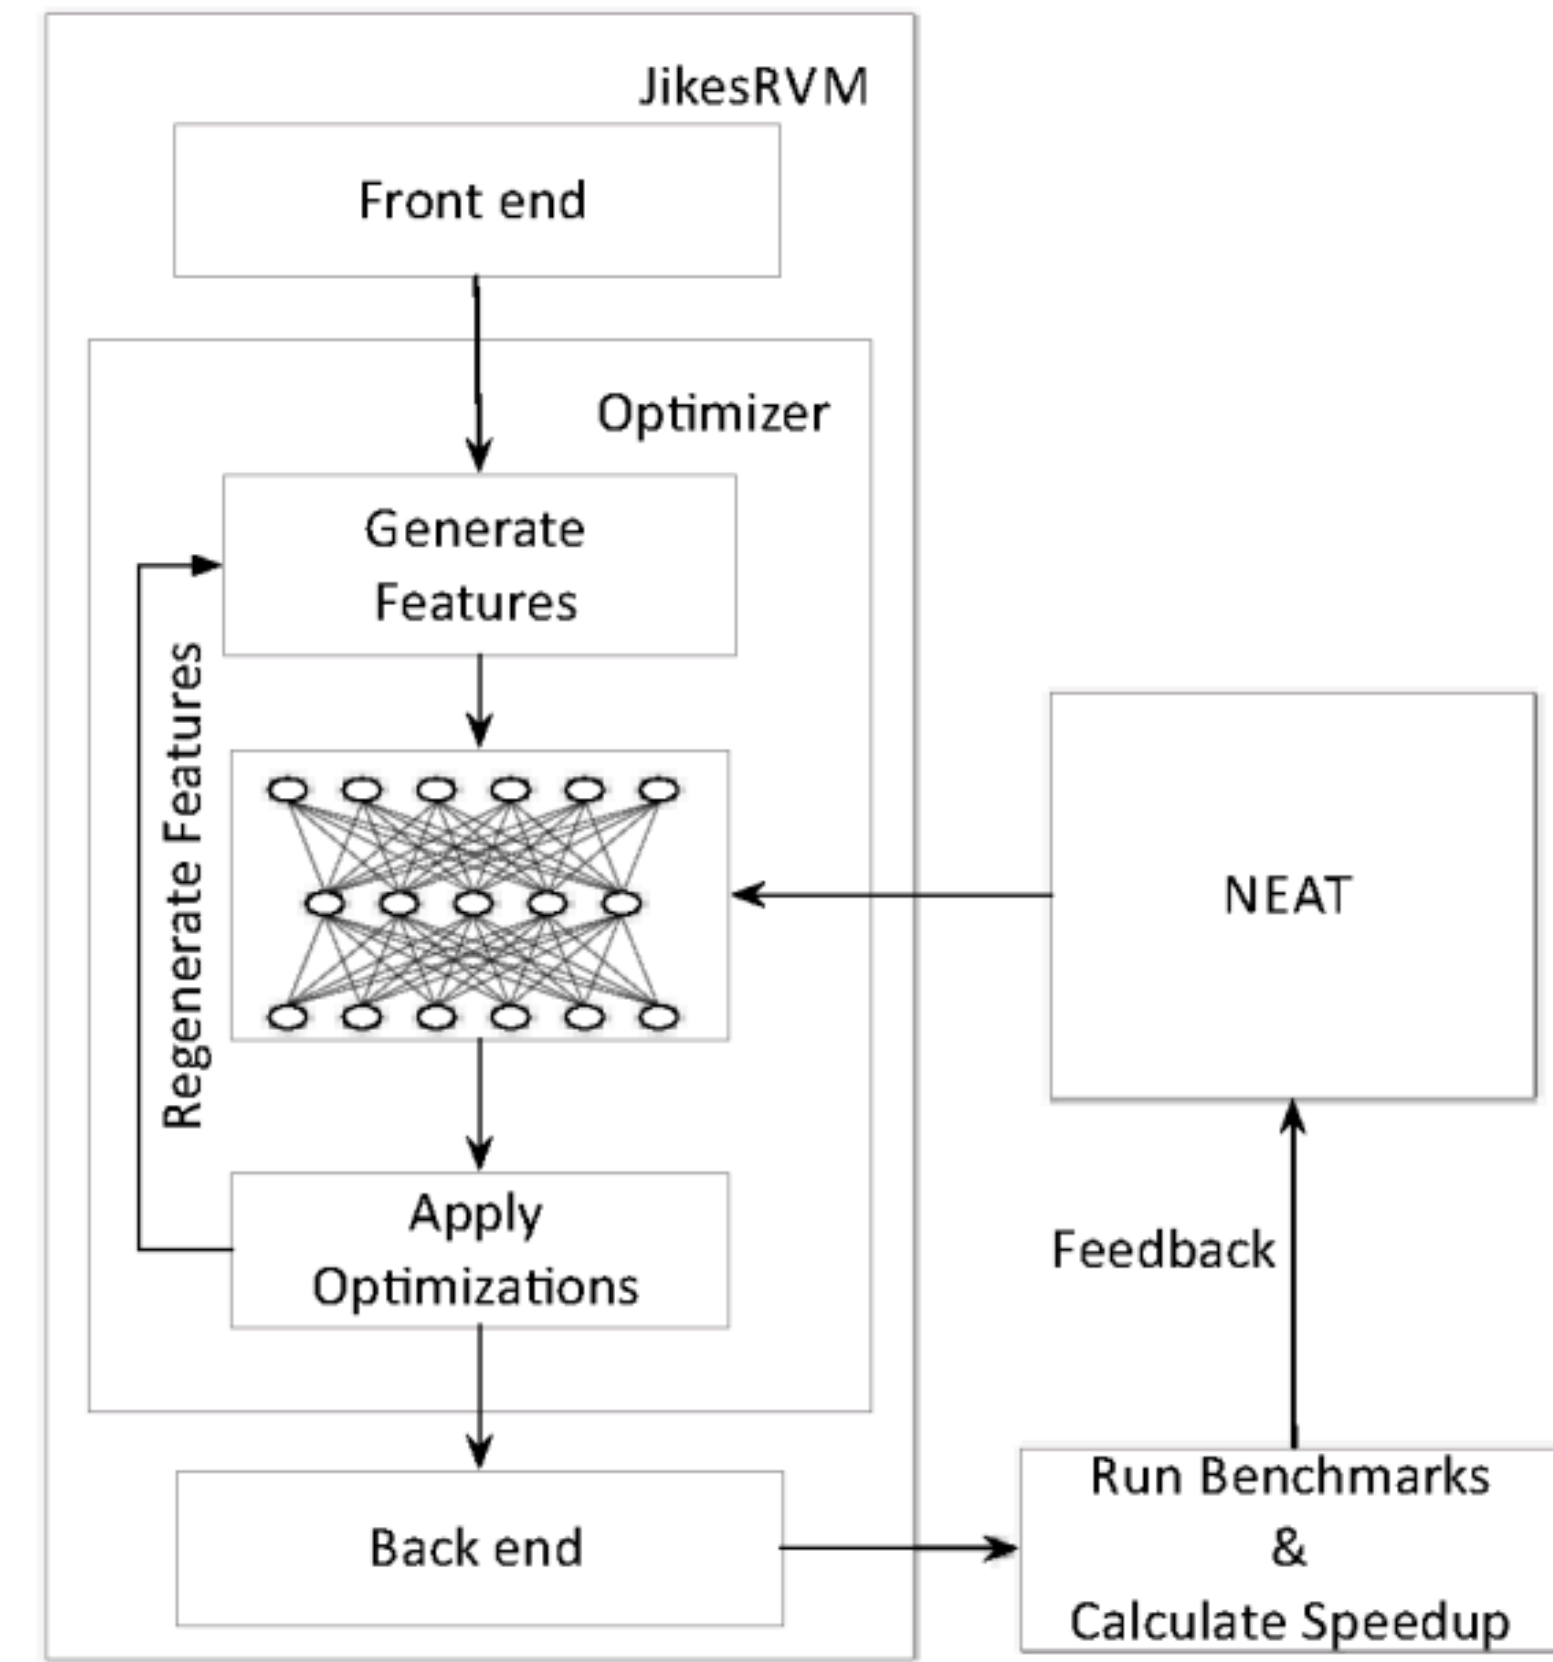 JikesRVM
Front end
Optimizer
Generate
Features
Regenerate Features
NEAT
Apply
Optimizations
Feedback
Back end
Run Benchmarks
&
Calculate Speedup